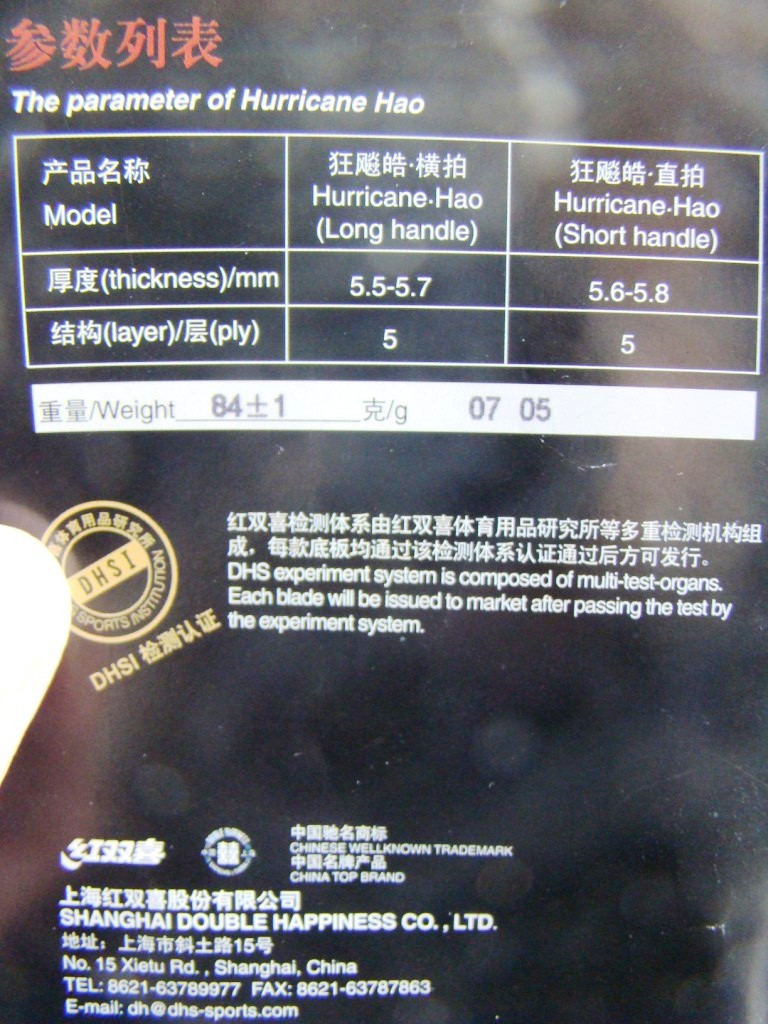 参数列表
The parameter of Hurricane Hao
产品名称
Model
狂飚皓·横拍
Hurricane·Hao
(Long handle)
狂飚皓·直拍
Hurricane·Hao
(Short handle)
厚度(thickness)/mm 5.5-5.7 5.6-5.8
结构(layer)/层(ply) 5 5
重量/Weight 84±1 克/g 07 05
体育用品研究所
DHSI
SPORTS INSTITUTION
DHSI 检测认证
红双喜检测体系由红双喜体育用品研究所等多重检测机构组
成，每款底板均通过该检测体系认证通过后方可发行。
DHS experiment system is composed of multi-test-organs.
Each blade will be issued to market after passing the test by
the experiment system.
红双喜
中国驰名商标
CHINESE WELLKNOWN TRADEMARK
中国名牌产品
CHINA TOP BRAND
上海红双喜股份有限公司
SHANGHAI DOUBLE HAPPINESS CO., LTD.
地址：上海市斜土路15号
No. 15 Xietu Rd. , Shanghai, China
TEL: 8621-63789977 FAX: 8621-63787863
E-mail: dh@dhs-sports.com